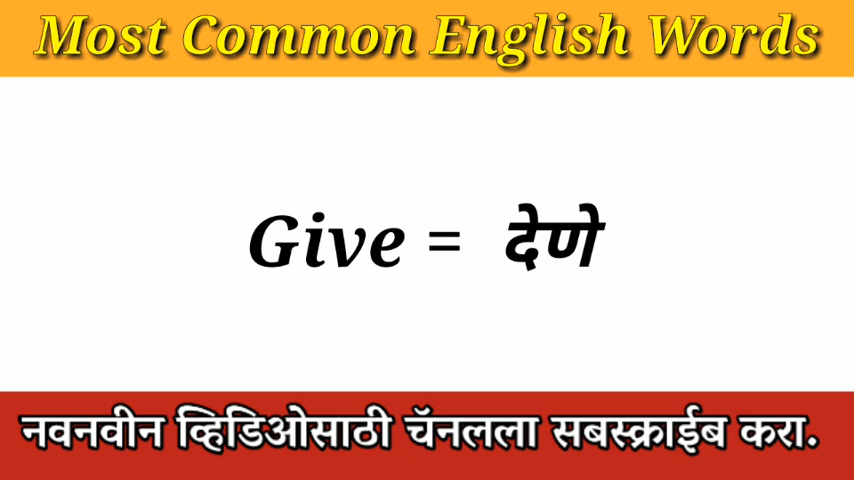 Most Common English Words
Give = देणे
नवनवीन व्हिडिओसाठी चॅनलला सबस्क्राईब करा.